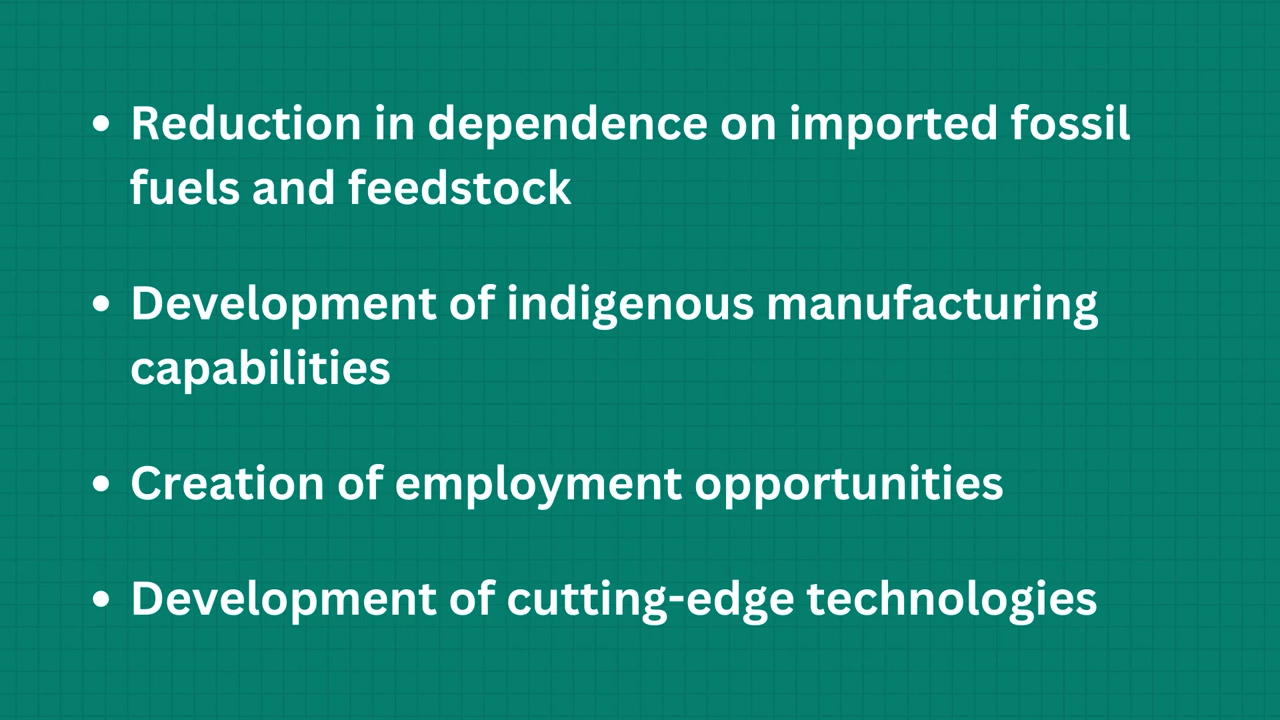 • Reduction in dependence on imported fossil
fuels and feedstock
• Development of indigenous manufacturing
capabilities
• Creation of employment opportunities
• Development of cutting-edge technologies